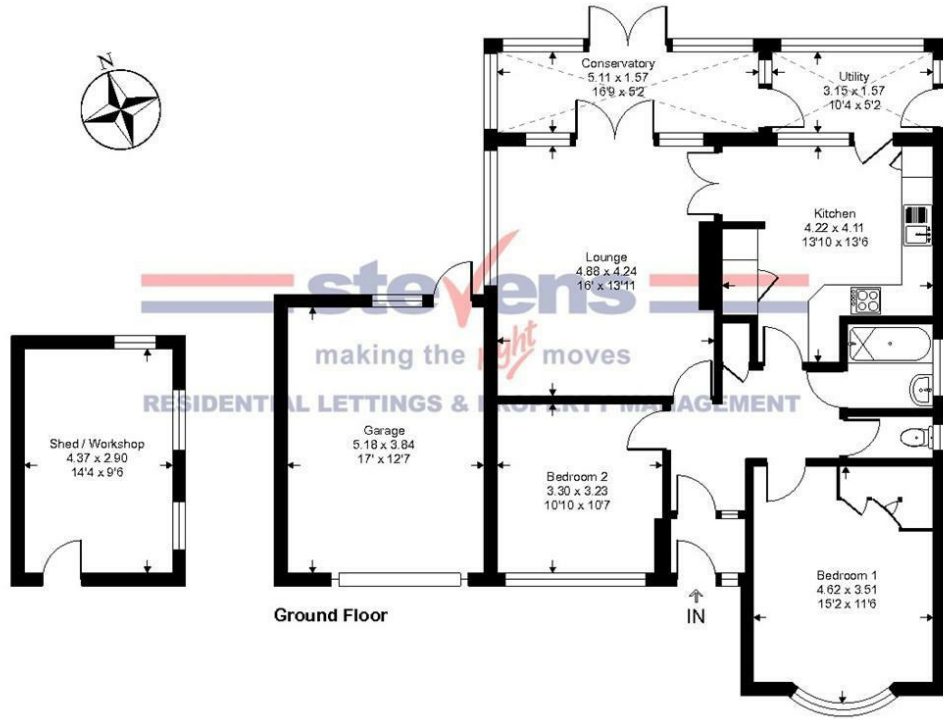 N
Conservatory
5.11 x 1.57
16'9 x 5'2
Utility
3.15 x 1.57
10'4 x 5'2
Kitchen
4.22 x 4.11
13'10 x 13'6
Lounge
4.88 x 4.24
16' x 13'11
stevens
making the right moves
RESIDENTIAL LETTINGS & PROPERTY MANAGEMENT
Shed / Workshop
4.37 x 2.90
14'4 x 9'6
Garage
5.18 x 3.84
17' x 12'7
Bedroom 2
3.30 x 3.23
10'10 x 10'7
Bedroom 1
4.62 x 3.51
15'2 x 11'6
Ground Floor
IN